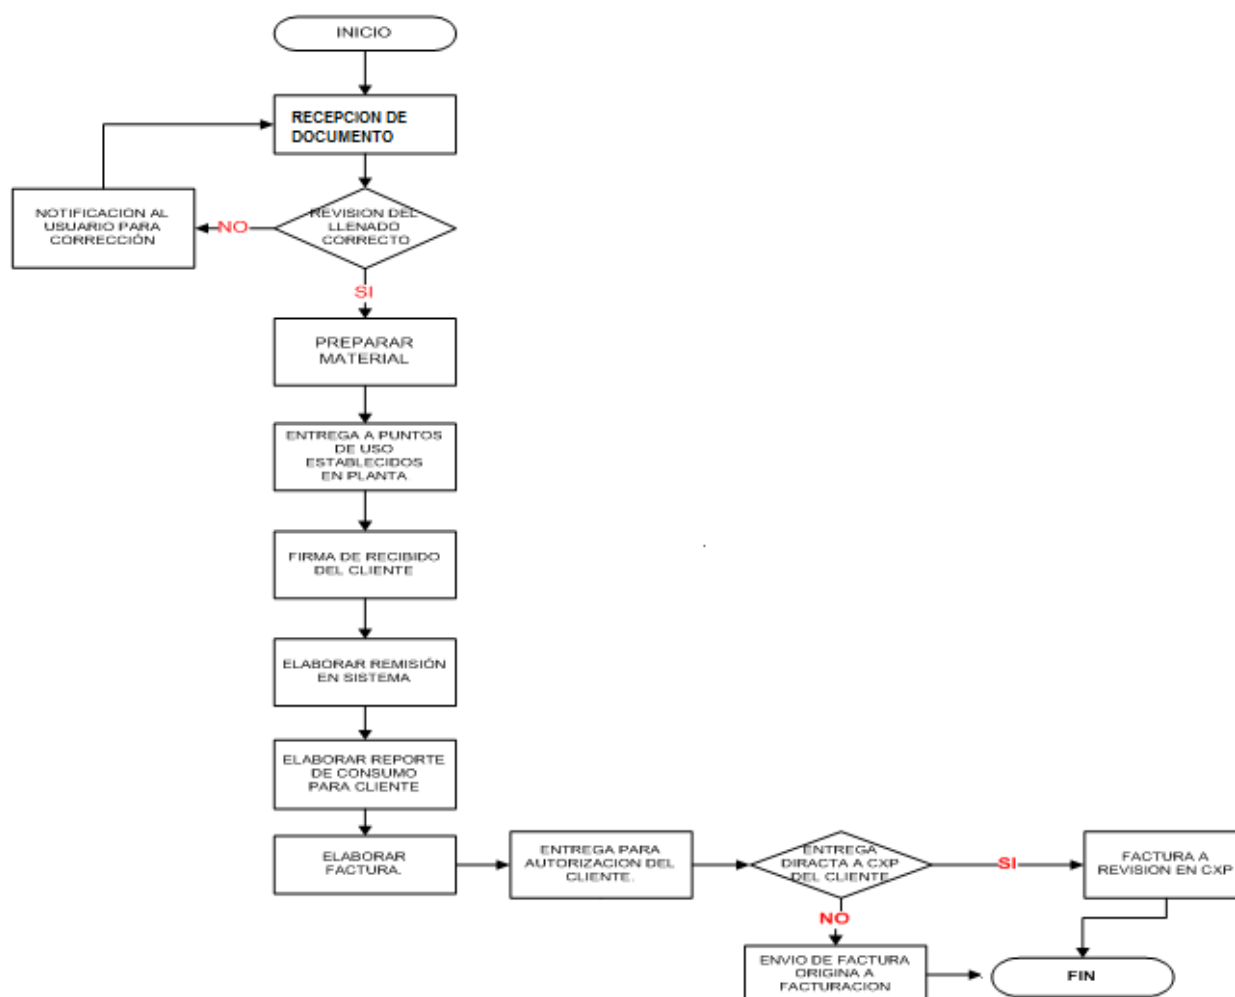 INICIO
RECEPCION DE
DOCUMENTO
NOTIFICACION AL
USUARIO PARA
CORRECCIÓN
NO
REVISION DEL
LLENADO
CORRECTO
SI
PREPARAR
MATERIAL
ENTREGA A PUNTOS
DE USO
ESTABLECIDOS
EN PLANTA
FIRMA DE RECIBIDO
DEL CLIENTE
ELABORAR REMISIÓN
EN SISTEMA
ELABORAR REPORTE
DE CONSUMO
PARA CLIENTE
ELABORAR
FACTURA.
ENTREGA PARA
AUTORIZACION DEL
CLIENTE.
ENTREGA
DIRACTA A CXP
DEL CLIENTE
SI
FACTURA A
REVISION EN CXP
NO
ENVIO DE FACTURA
ORIGINA A
FACTURACION
FIN